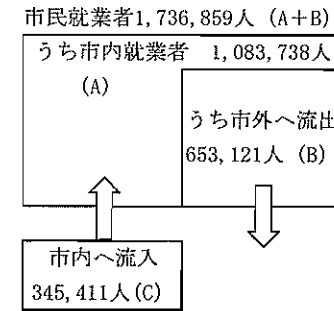 市民就業者1,736,859人 (A+B)
うち市内就業者 1,083,738人
(A)
うち市外へ流出
653,121人 (B)
市内へ流入
345,411人(C)